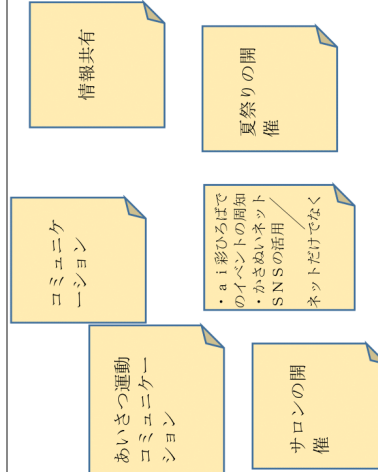 情報共有
夏祭りの開
催
コミュニケ
ーション
・ａｉ彩ひろばで
のイベントの周知
・かさぬいネット
ＳＮＳの活用
ネットだけでなく
あいさつ運動
コミュニケー
ション
サロンの開
催